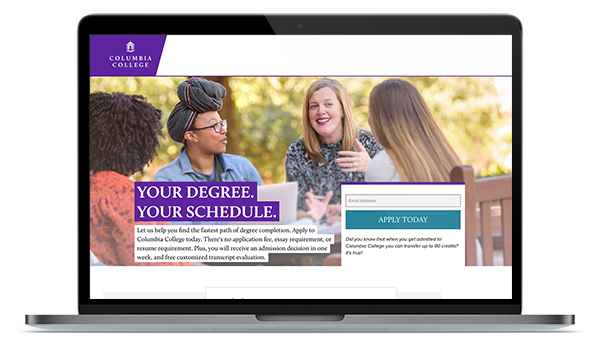 COLUMBIA
COLLEGE
YOUR DEGREE.
YOUR SCHEDULE.
Let us help you find the fastest path of degree completion. Apply to
Columbia College today. There's no application fee, essay requirement, or
resume requirement. Plus, you will receive an admission decision in one
week, and free customized transcript evaluation.
Email Address
APPLY TODAY
Did you know that when you get admitted to
Columbia College you can transfer up to 90 credits?
It's true!